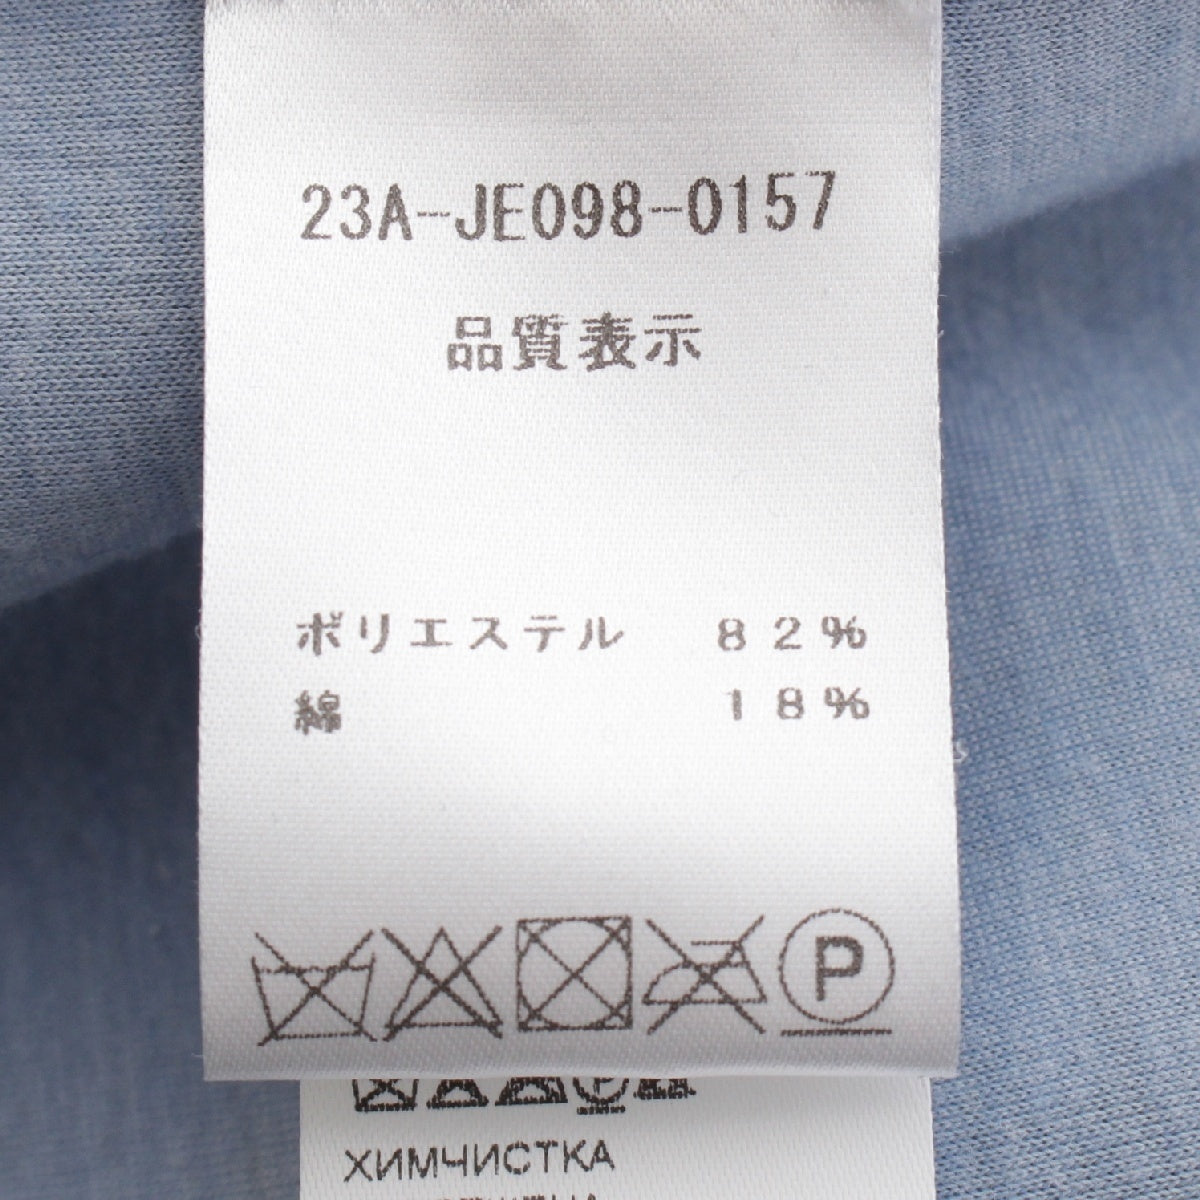 23A-JE098-0157
品質表示
ポリエステル 82%
綿 18%
P
ХИМЧИСТКА